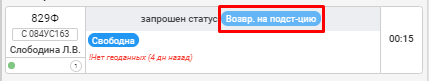 829Ф
запрошен статус Возвр. на подст-цию
С 084УС163
Свободна
00:15
Слободина Л.В.
!Нет геоданных (4 дн назад)
1